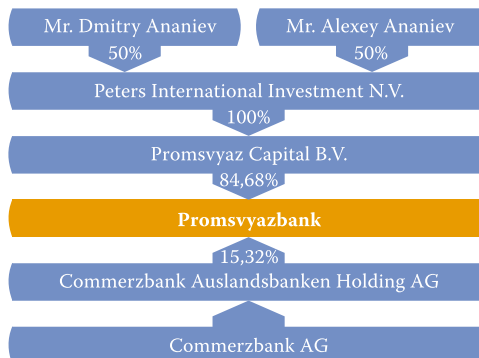 Mr. Dmitry Ananiev Mr. Alexey Ananiev
50% 50%
Peters International Investment N.V.
100%
Promsvyaz Capital B.V.
84,68%
Promsvyazbank
15,32%
Commerzbank Auslandsbanken Holding AG
Commerzbank AG